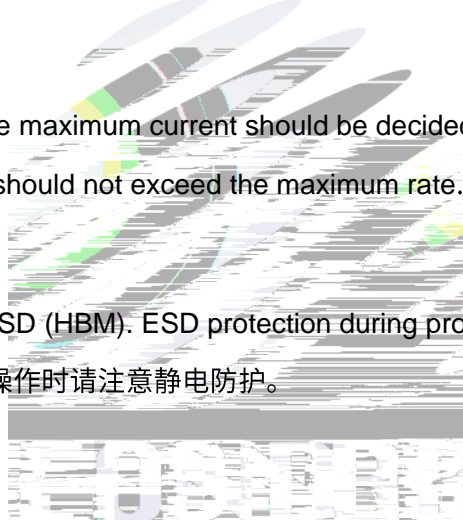 e maximum current should be decided
should not exceed the maximum rate.
SD (HBM). ESD protection during pro
操作时请注意静电防护。